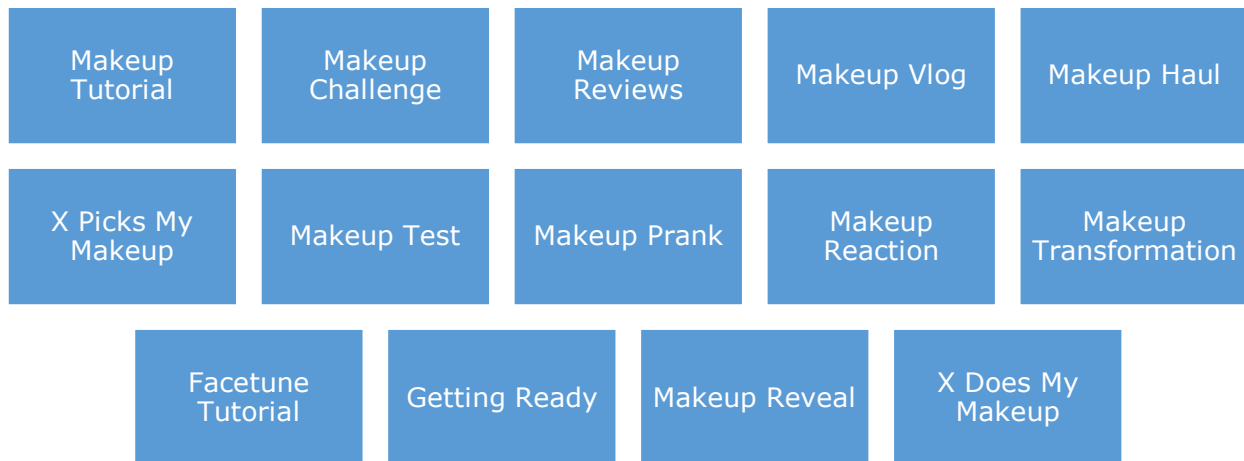 Makeup
Tutorial
Makeup
Challenge
Makeup
Reviews
Makeup Vlog
Makeup Haul
X Picks My
Makeup
Makeup Test
Makeup Prank
Makeup
Reaction
Makeup
Transformation
Facetune
Tutorial
Getting Ready
Makeup Reveal
X Does My
Makeup